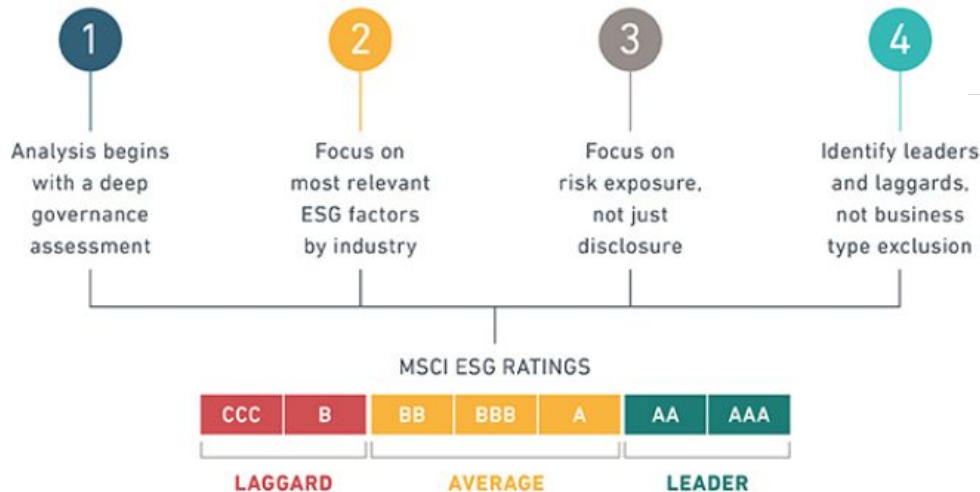 1
Analysis begins
with a deep
governance
assessment
2
Focus on
most relevant
ESG factors
by industry
3
Focus on
risk exposure,
not just
disclosure
4
Identify leaders
and laggards,
not business
type exclusion
MSCI ESG RATINGS
CCC B BB BBB A AA AAA
LAGGARD AVERAGE LEADER